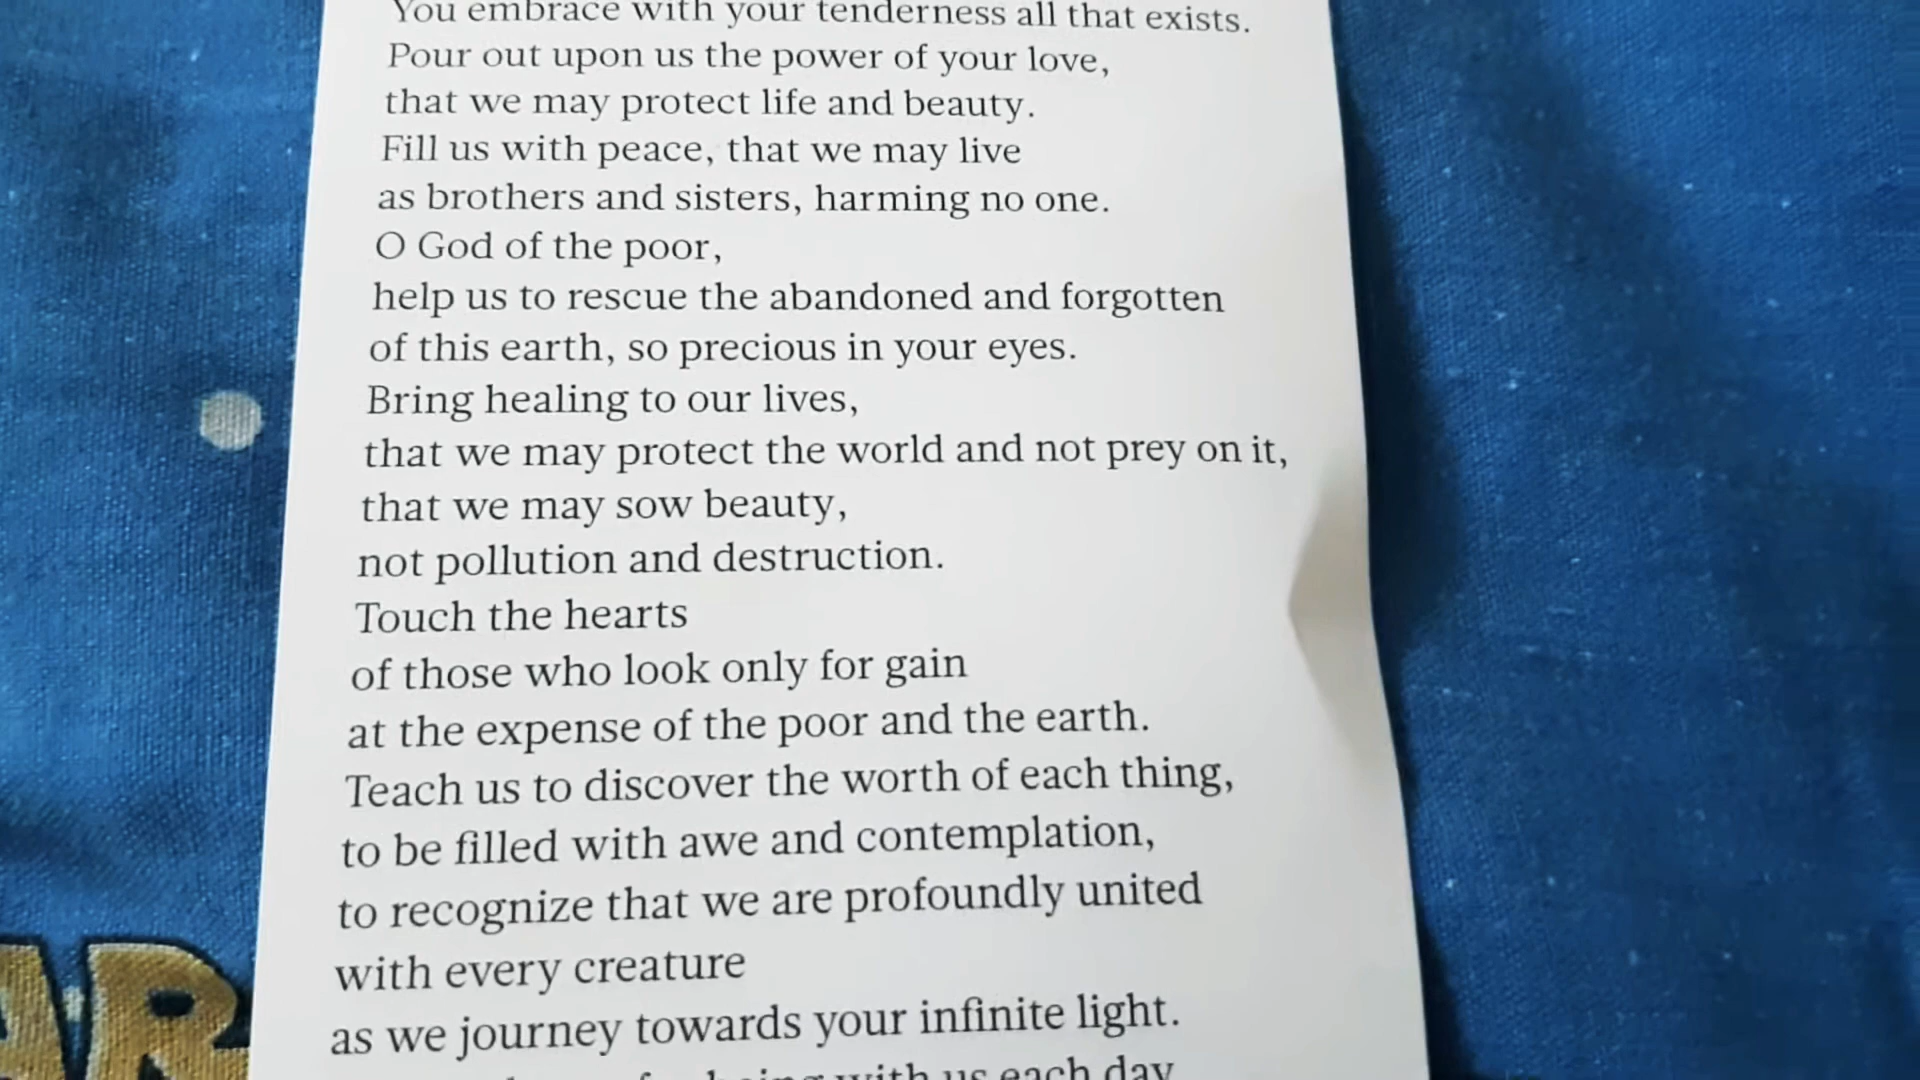 You embrace with your tenderness all that exists.
Pour out upon us the power of your love,
that we may protect life and beauty.
Fill us with peace, that we may live
as brothers and sisters, harming no one.
O God of the poor,
help us to rescue the abandoned and forgotten
of this earth, so precious in your eyes.
Bring healing to our lives,
that we may protect the world and not prey on it,
that we may sow beauty,
not pollution and destruction.
Touch the hearts
of those who look only for gain
at the expense of the poor and the earth.
Teach us to discover the worth of each thing,
to be filled with awe and contemplation,
to recognize that we are profoundly united
with every creature
as we journey towards your infinite light.
being with us each day
AR